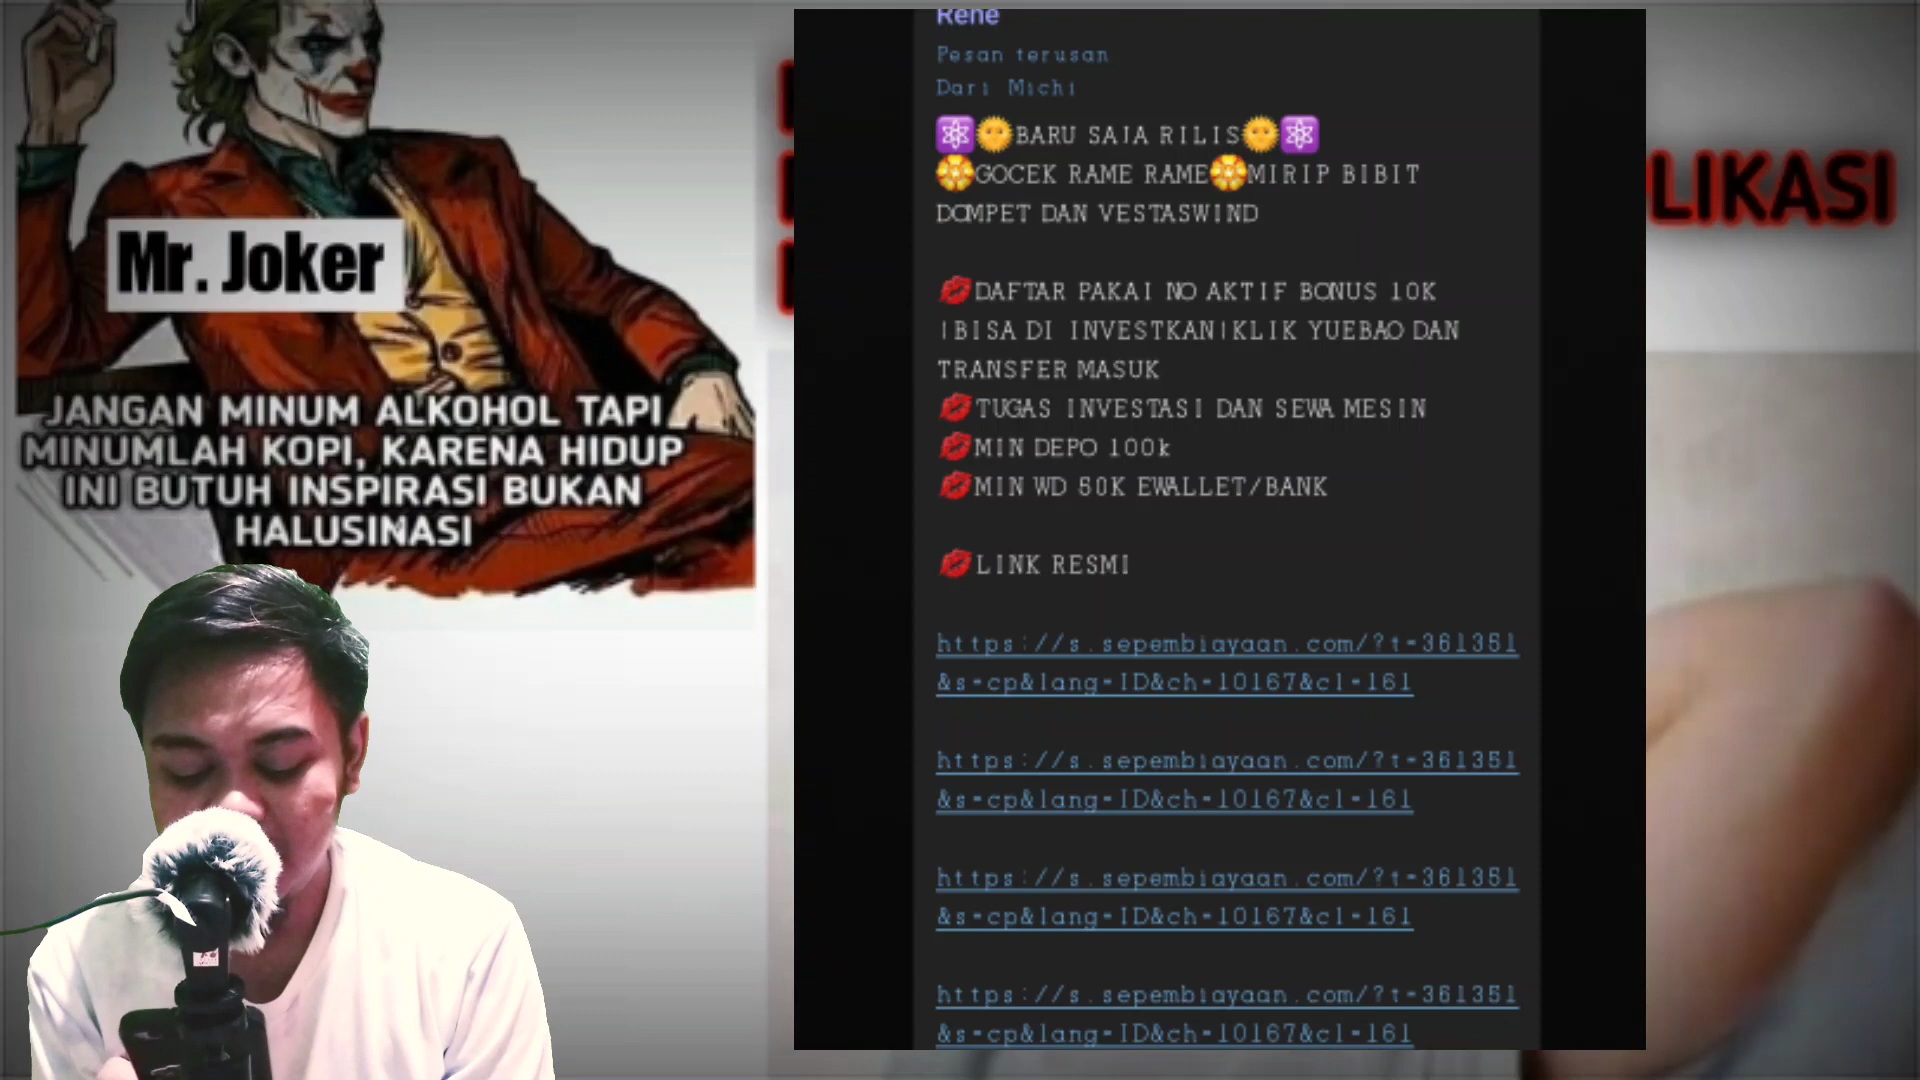 Mr. Joker
JANGAN MINUM ALKOHOL TAPI
MINUMLAH KOPI, KARENA HIDUP
INI BUTUH INSPIRASI BUKAN
HALUSINASI
Rene
Pesan terusan
Dari Michi
BARU SAJA RILIS
GOCEK RAME RAME MIRIP BIBIT
DOMPET DAN VESTASWIND
DAFTAR PAKAI NO AKTIF BONUS 10K
|BISA DI INVESTKAN|KLIK YUEBAO DAN
TRANSFER MASUK
TUGAS INVESTASI DAN SEWA MESIN
MIN DEPO 100k
MIN WD 50K EWALLET/BANK
LINK RESMI
https://s.sepembiayaan.com/?t=361351
&s=cp&lang=ID&ch=10167&cl=161
https://s.sepembiayaan.com/?t=361351
&s=cp&lang=ID&ch=10167&cl=161
https://s.sepembiayaan.com/?t=361351
&s=cp&lang=ID&ch=10167&cl=161
https://s.sepembiayaan.com/?t=361351
&s=cp&lang=ID&ch=10167&cl=161
LIKASI